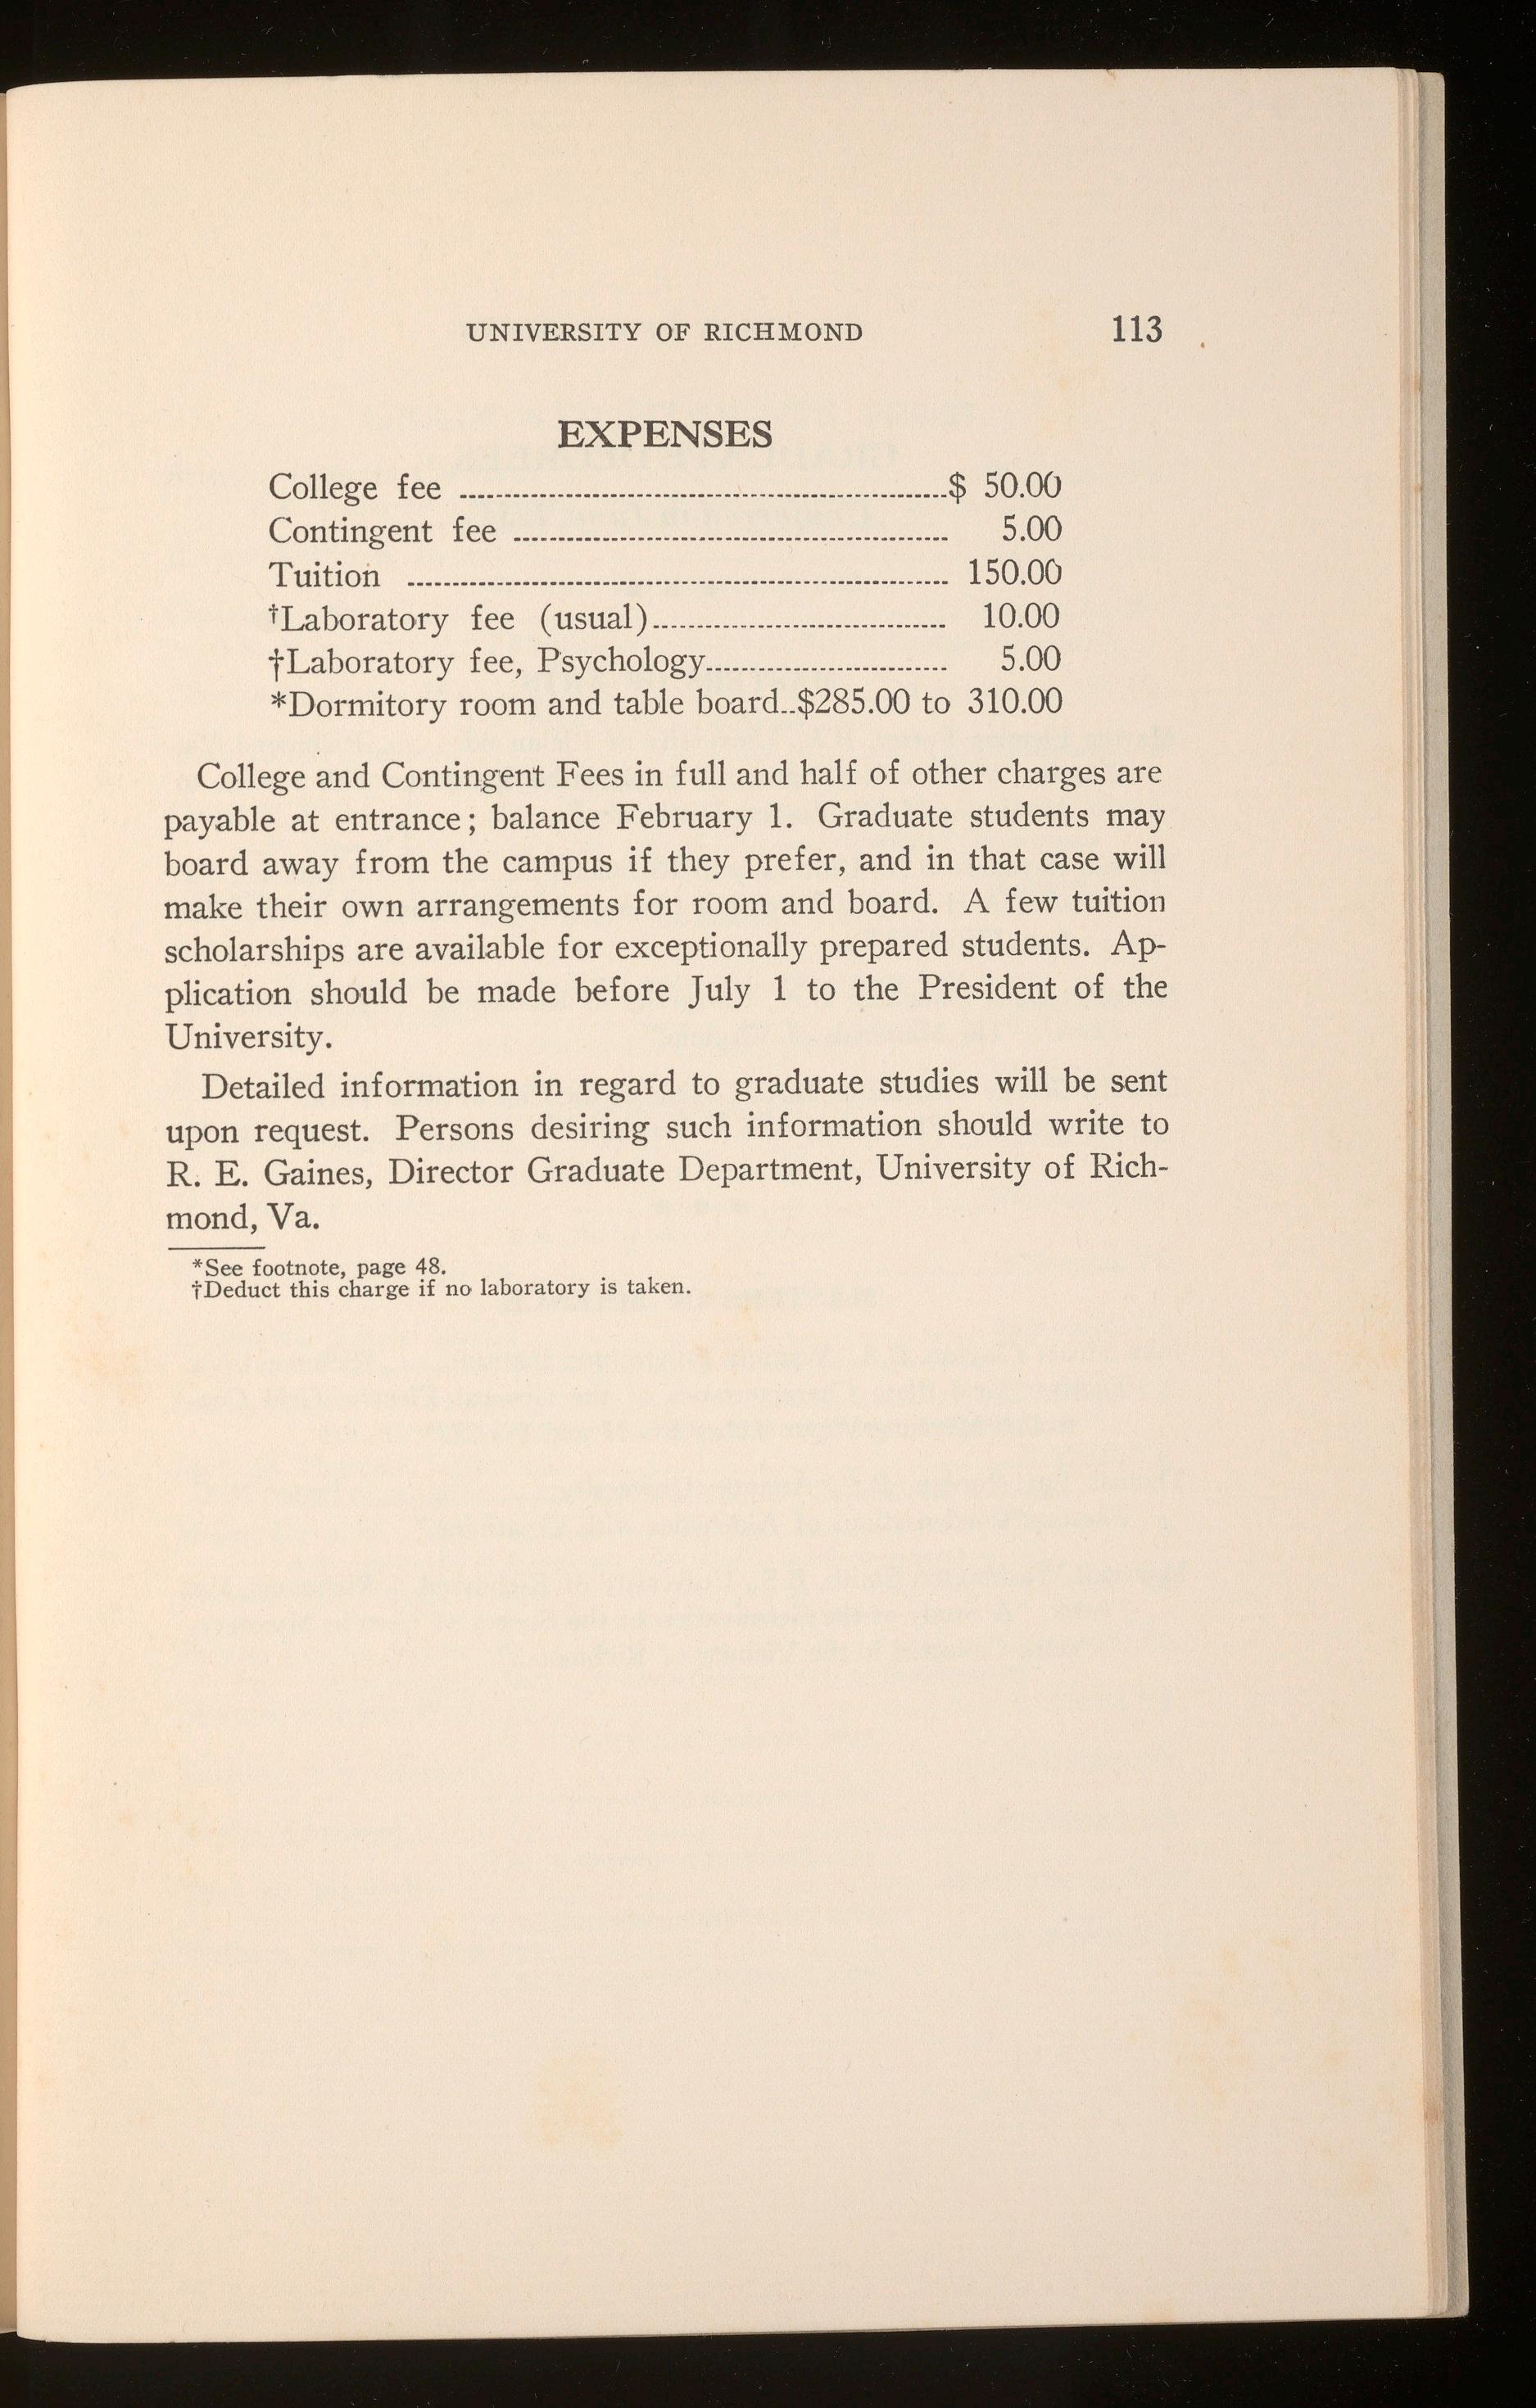 UNIVERSITY OF RICHMOND 113
EXPENSES
College fee ........................................................$ 50.00
Contingent fee .................................................. 5.00
Tuition .............................................................. 150.00
†Laboratory fee (usual).................................. 10.00
†Laboratory fee, Psychology............................ 5.00
*Dormitory room and table board..$285.00 to 310.00
College and Contingent Fees in full and half of other charges are
payable at entrance; balance February 1. Graduate students may
board away from the campus if they prefer, and in that case will
make their own arrangements for room and board. A few tuition
scholarships are available for exceptionally prepared students. Ap-
plication should be made before July 1 to the President of the
University.
Detailed information in regard to graduate studies will be sent
upon request. Persons desiring such information should write to
R. E. Gaines, Director Graduate Department, University of Rich-
mond, Va.
*See footnote, page 48.
†Deduct this charge if no laboratory is taken.